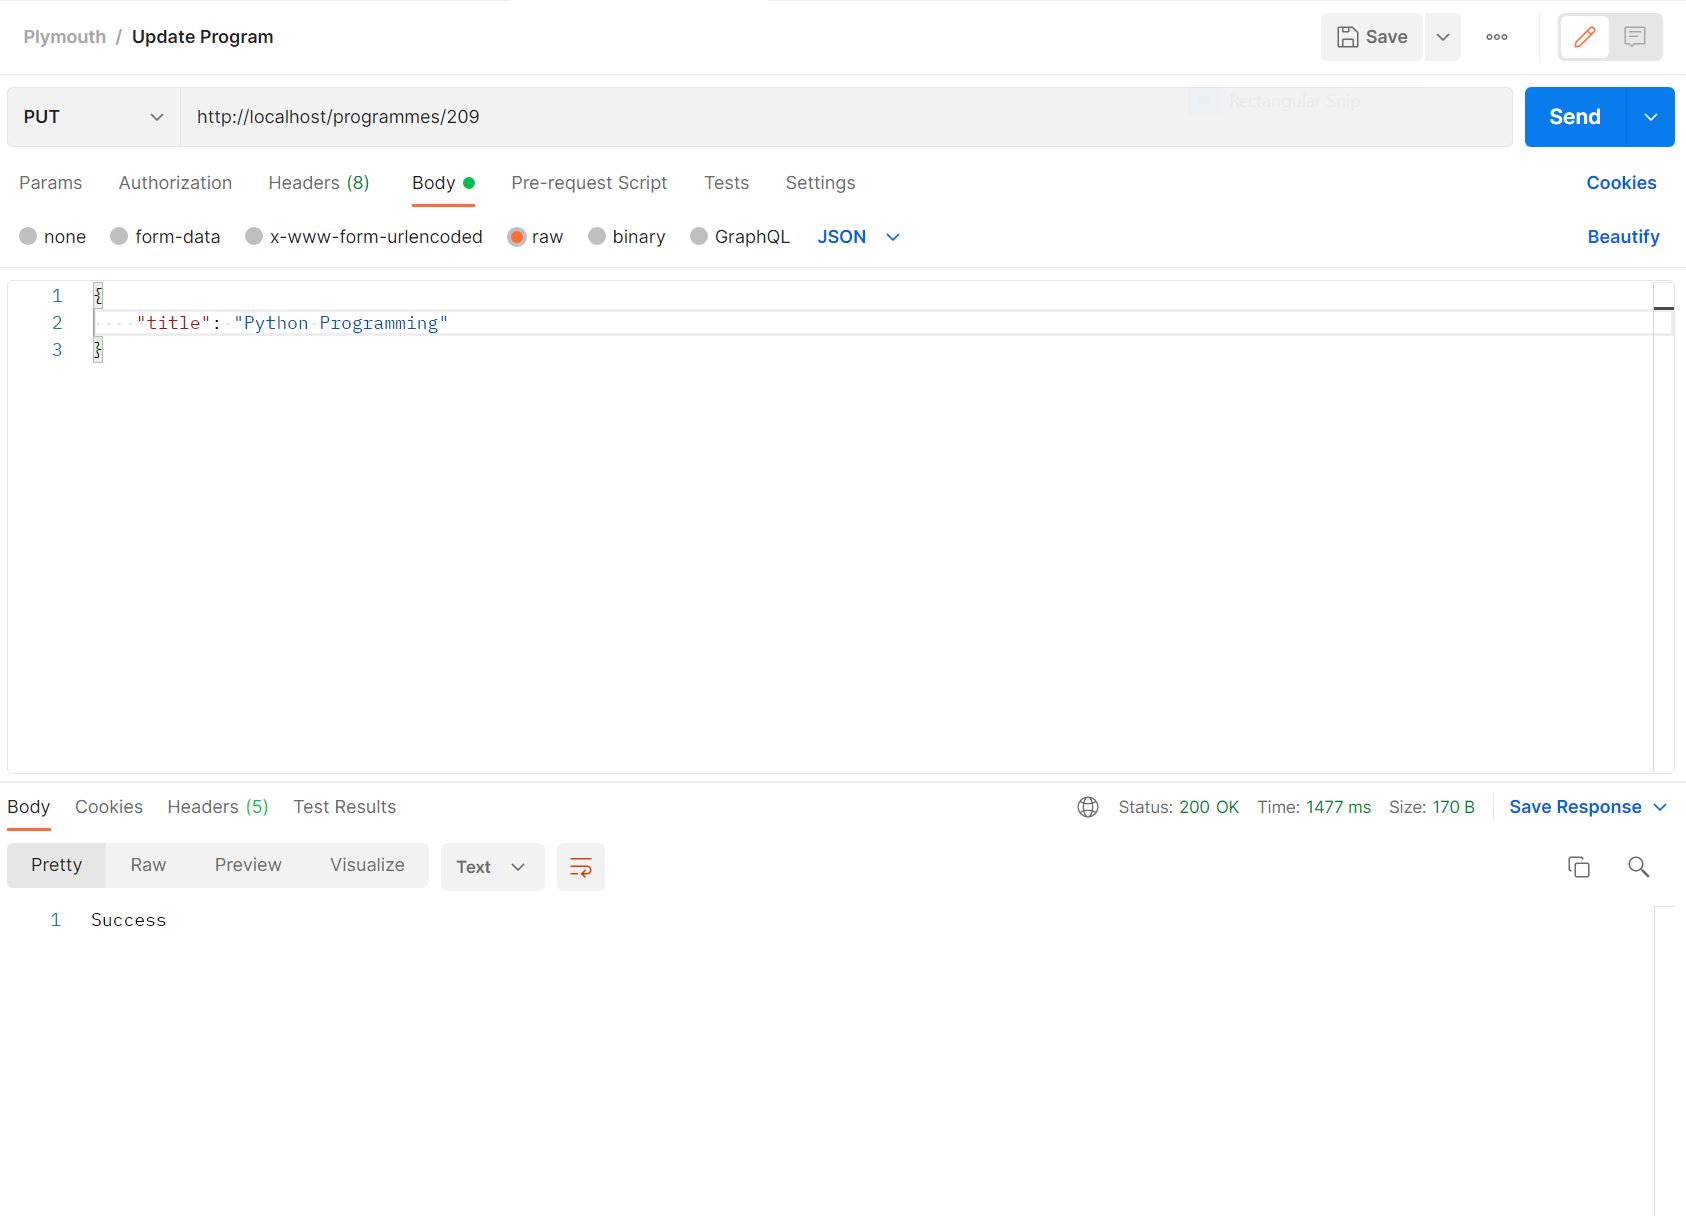 Plymouth / Update Program
Save
PUT http://localhost/programmes/209 Rectangular Snip Send
Params Authorization Headers (8) Body Pre-request Script Tests Settings Cookies
none form-data x-www-form-urlencoded raw binary GraphQL JSON Beautify
1 {
2 "title": "Python Programming"
3 }
Body Cookies Headers (5) Test Results Status: 200 OK Time: 1477 ms Size: 170 B Save Response
Pretty Raw Preview Visualize Text
1 Success